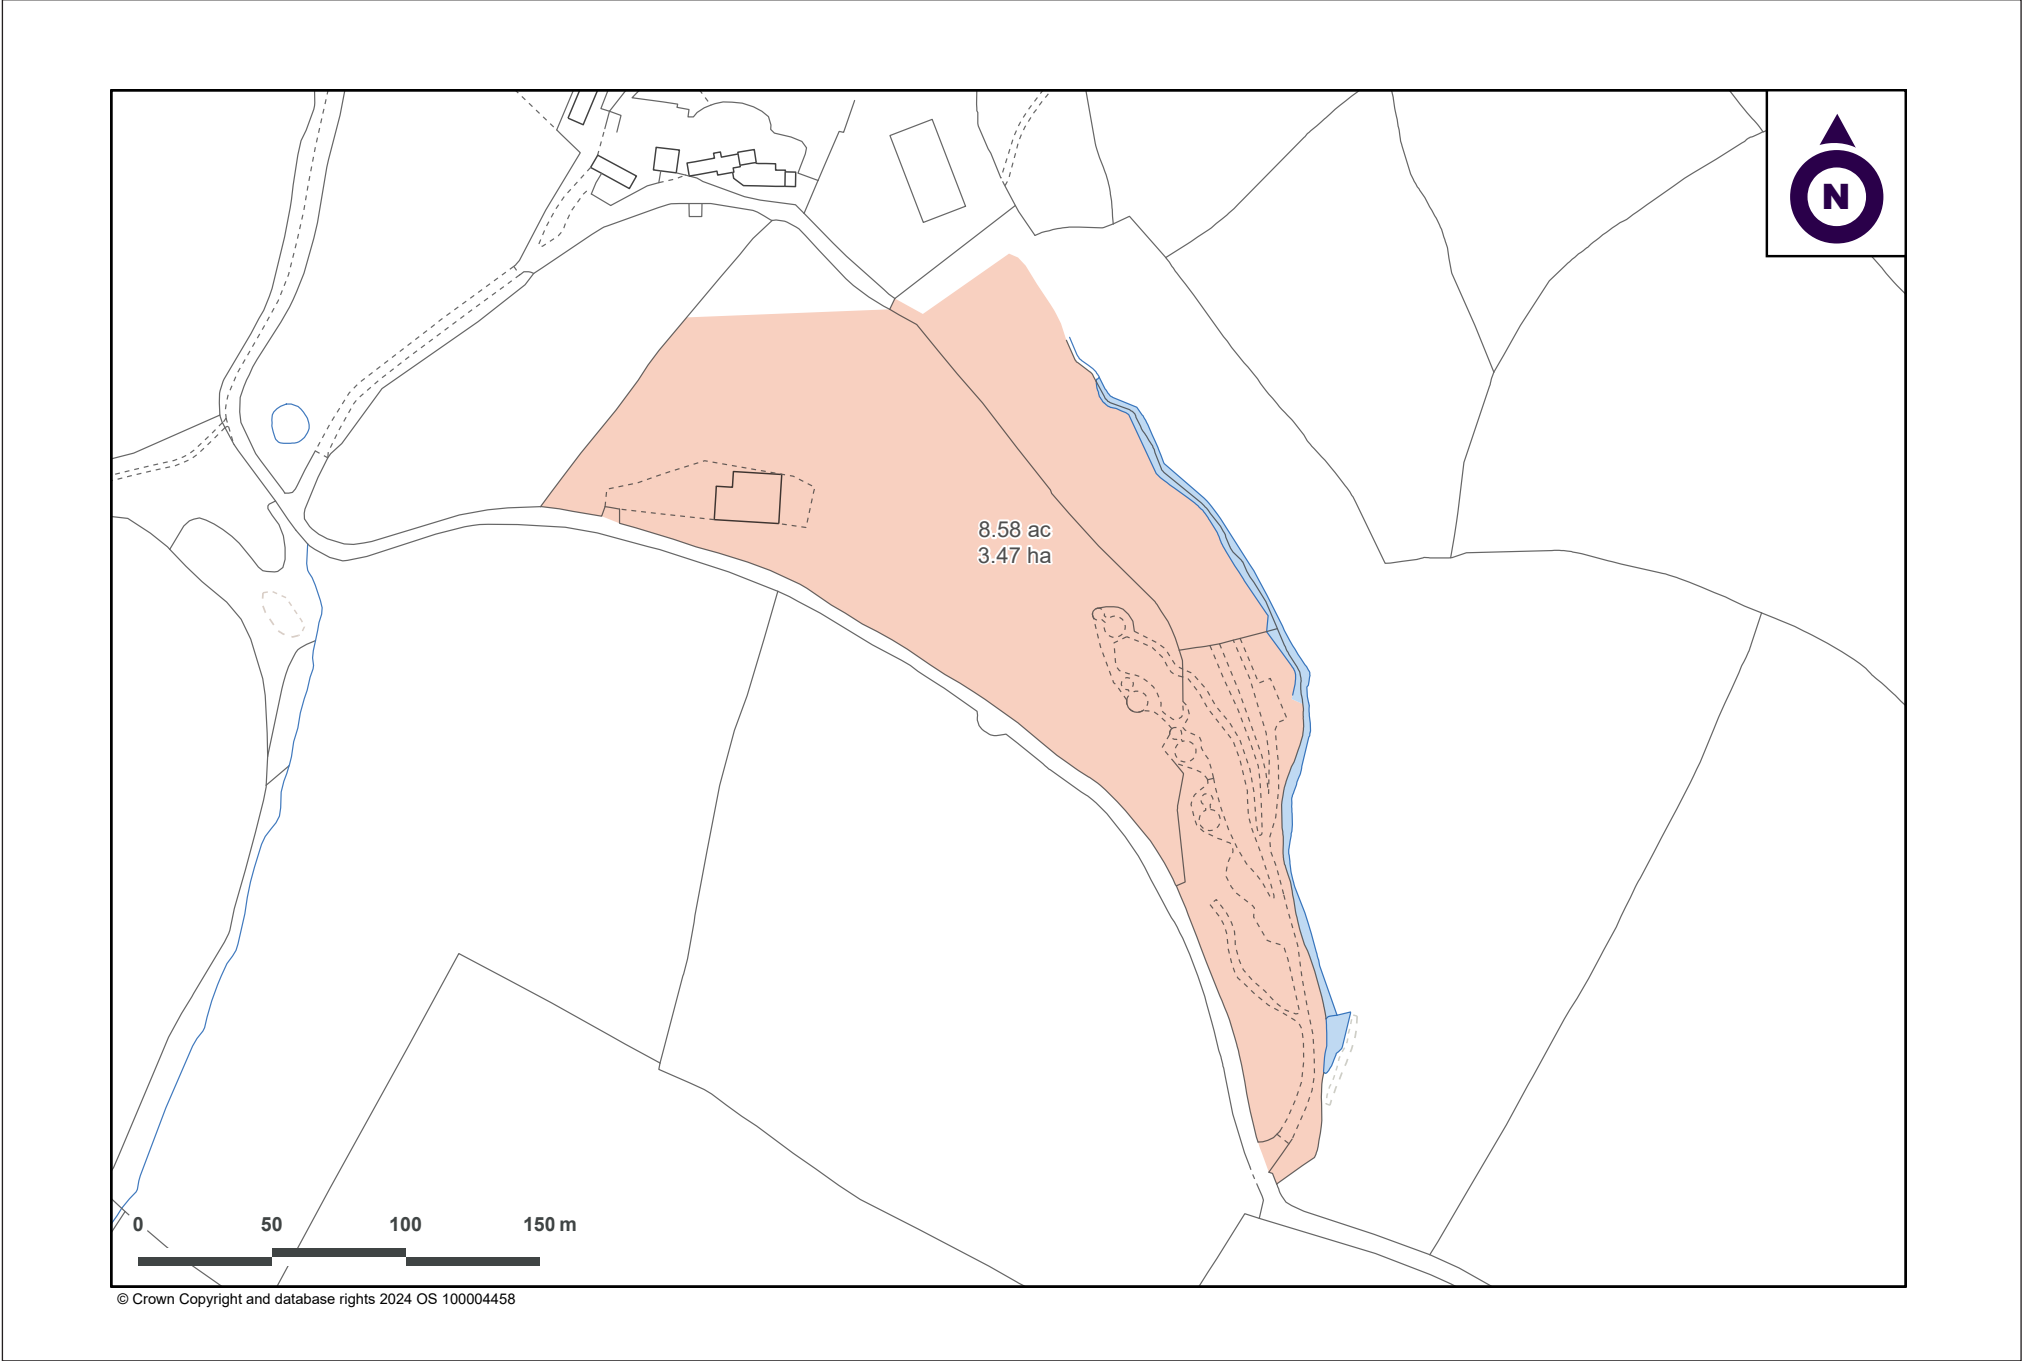 N
8.58 ac
3.47 ha
0 50 100 150 m
© Crown Copyright and database rights 2024 OS 100004458